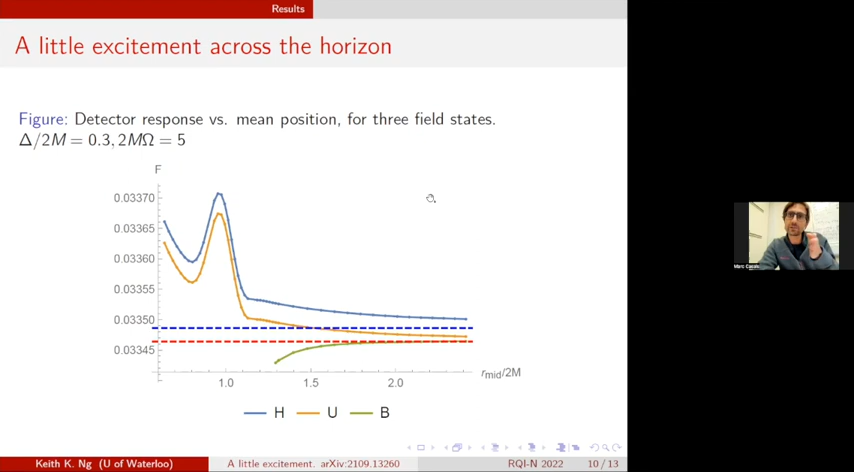 Results
A little excitement across the horizon
Figure: Detector response vs. mean position, for three field states.
Δ/2M = 0.3, 2MΩ = 5
F
0.03370
0.03365
0.03360
0.03355
0.03350
0.03345
1.0 1.5 2.0 r_mid/2M
H U B
Marc Casals
Keith K. Ng (U of Waterloo) A little excitement. arXiv:2109.13260 RQI-N 2022 10 / 13